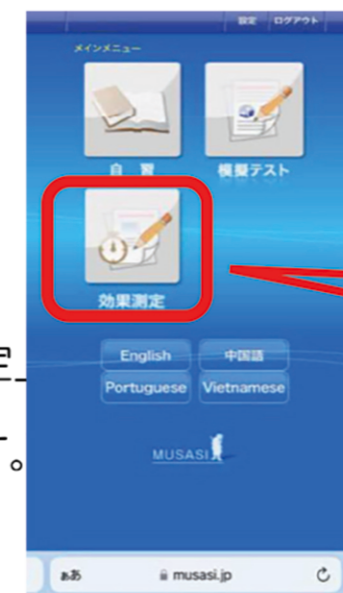 設定 ログアウト
メインメニュー
自習 模擬テスト
効果測定
English 中国語
Portuguese Vietnamese
MUSASI
ぁあ musasi.jp
。